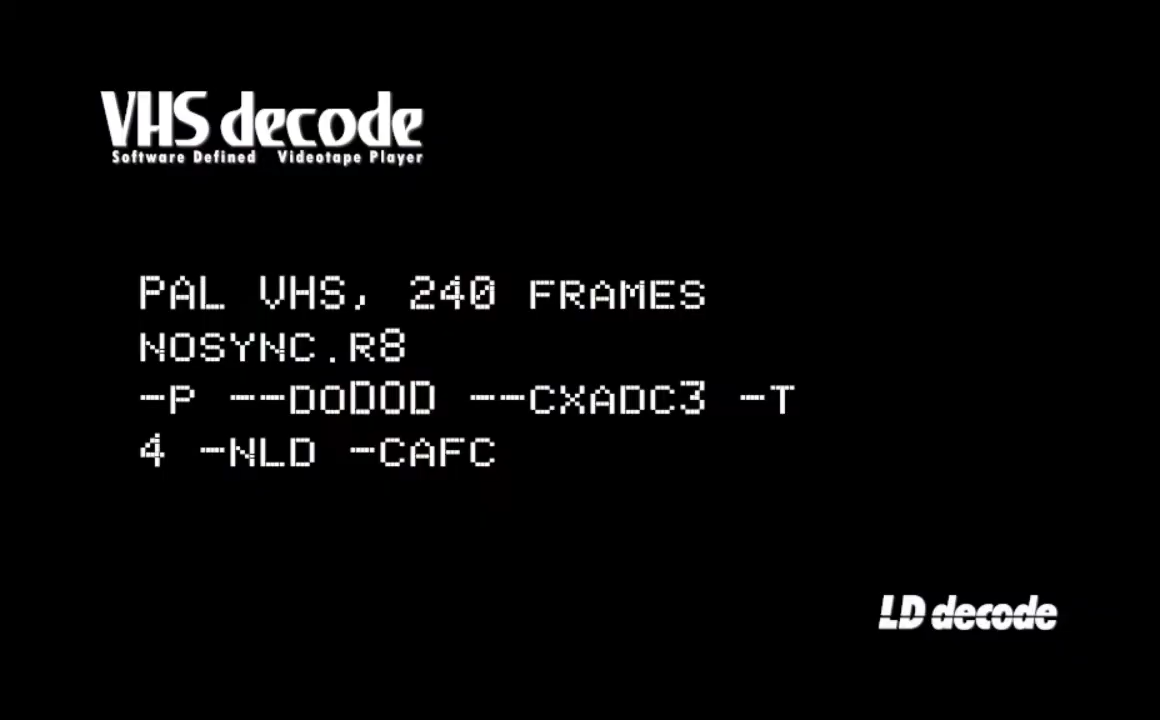 VHS decode
Software Defined Videotape Player
PAL VHS, 240 FRAMES
NOSYNC.R8
-P --DODOD --CXADC3 -T
4 -NLD -CAFC
LD decode